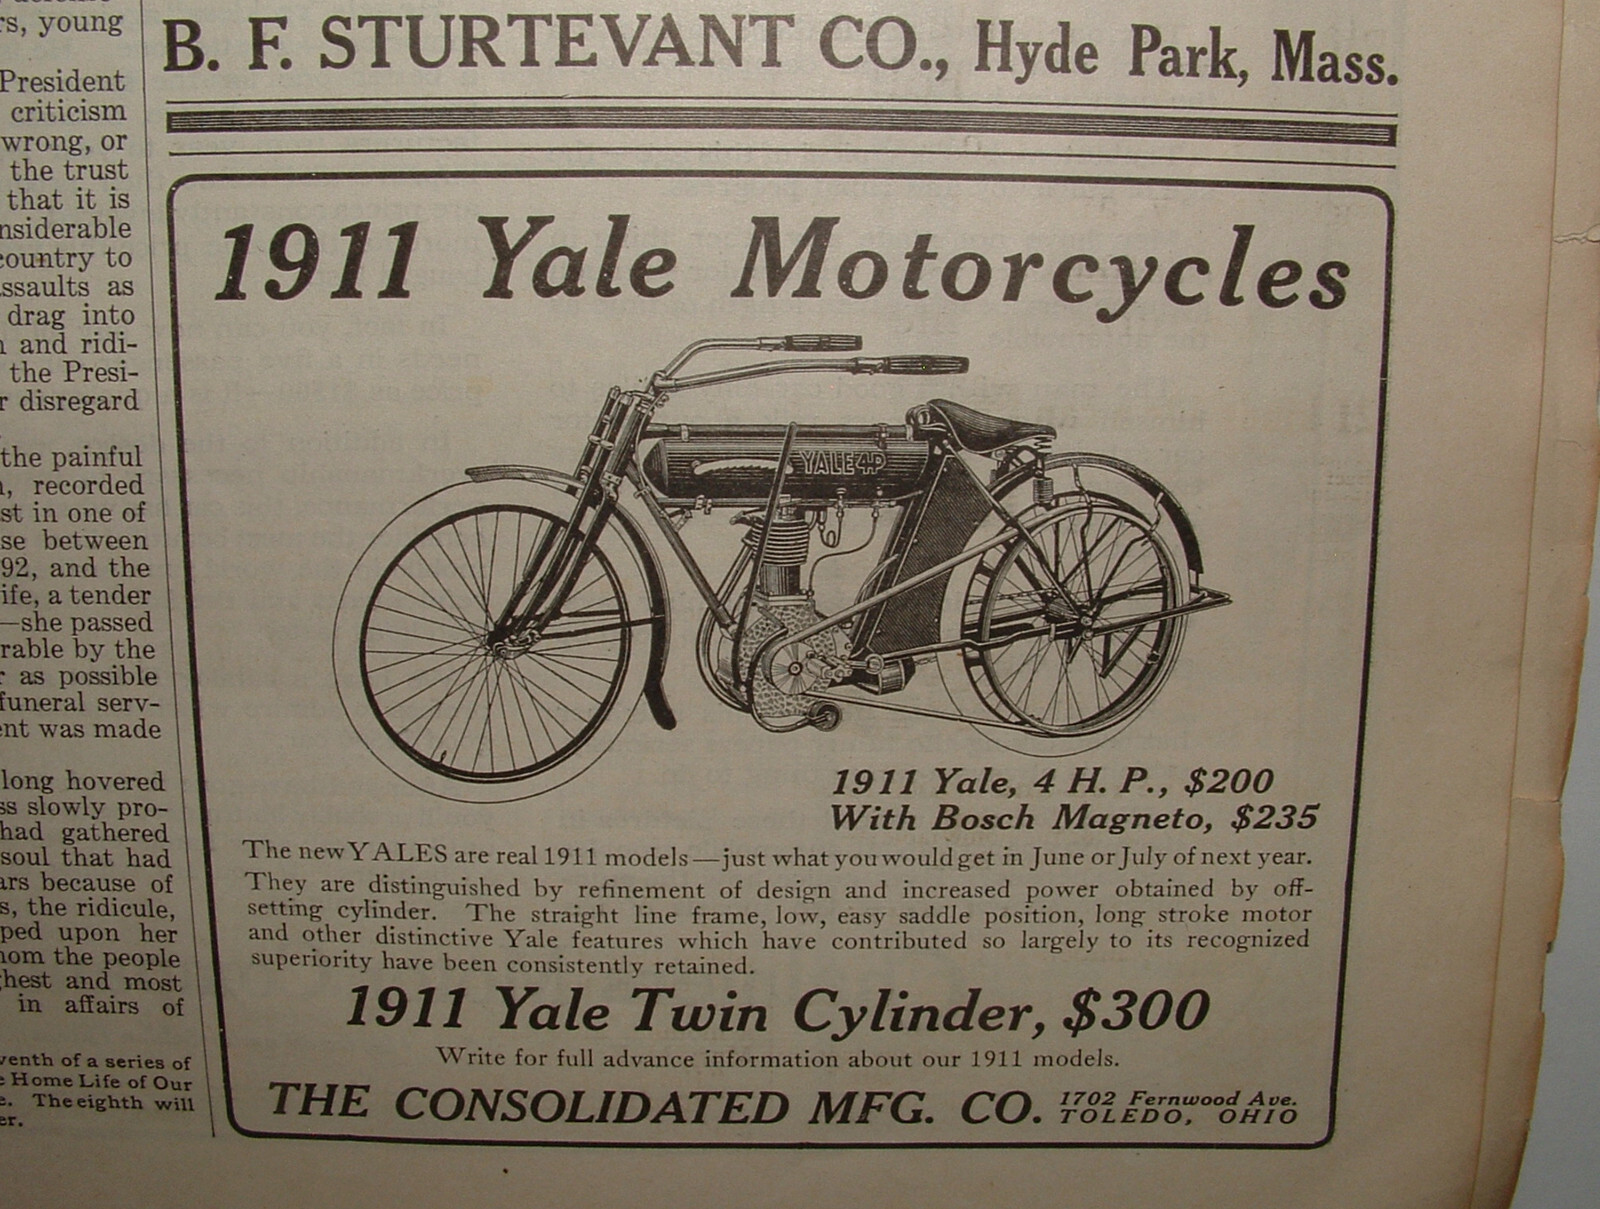 rs, young
President
criticism
wrong, or
the trust
that it is
nsiderable
country to
ssaults as
drag into
and ridi-
the Presi-
r disregard
the painful
, recorded
st in one of
se between
92, and the
ife, a tender
—she passed
rable by the
r as possible
funeral serv-
ent was made
long hovered
ss slowly pro-
had gathered
soul that had
ars because of
s, the ridicule,
ped upon her
hom the people
ghest and most
in affairs of
venth of a series of
e Home Life of Our
e. The eighth will
er.
B. F. STURTEVANT CO., Hyde Park, Mass.
1911 Yale Motorcycles
YALE 4HP
1911 Yale, 4 H. P., $200
With Bosch Magneto, $235
The new YALES are real 1911 models—just what you would get in June or July of next year.
They are distinguished by refinement of design and increased power obtained by off-
setting cylinder. The straight line frame, low, easy saddle position, long stroke motor
and other distinctive Yale features which have contributed so largely to its recognized
superiority have been consistently retained.
1911 Yale Twin Cylinder, $300
Write for full advance information about our 1911 models.
THE CONSOLIDATED MFG. CO. 1702 Fernwood Ave.
TOLEDO, OHIO